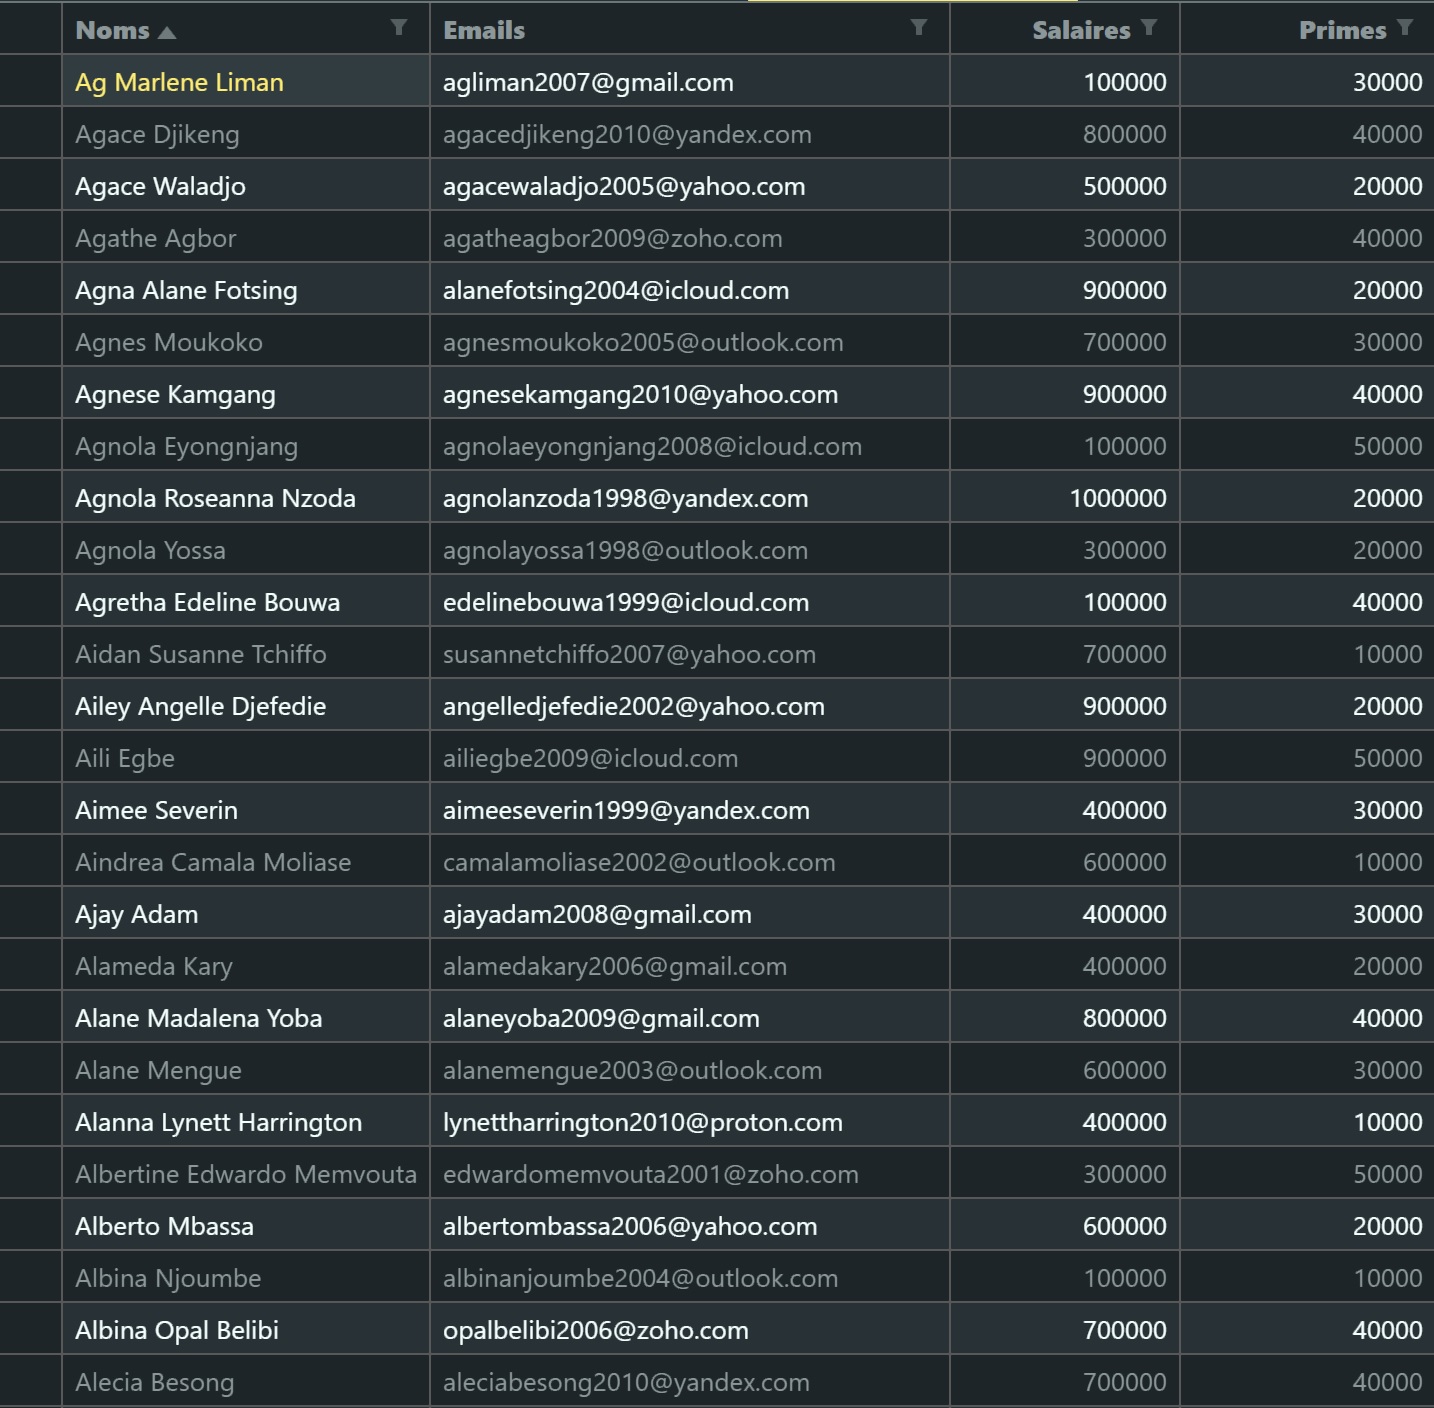 Noms Emails Salaires Primes
Ag Marlene Liman agliman2007@gmail.com 100000 30000
Agace Djikeng agacedjikeng2010@yandex.com 800000 40000
Agace Waladjo agacewaladjo2005@yahoo.com 500000 20000
Agathe Agbor agatheagbor2009@zoho.com 300000 40000
Agna Alane Fotsing alanefotsing2004@icloud.com 900000 20000
Agnes Moukoko agnesmoukoko2005@outlook.com 700000 30000
Agnese Kamgang agnesekamgang2010@yahoo.com 900000 40000
Agnola Eyongnjang agnolaeyongnjang2008@icloud.com 100000 50000
Agnola Roseanna Nzoda agnolanzoda1998@yandex.com 1000000 20000
Agnola Yossa agnolayossa1998@outlook.com 300000 20000
Agretha Edeline Bouwa edelinebouwa1999@icloud.com 100000 40000
Aidan Susanne Tchiffo susannetchiffo2007@yahoo.com 700000 10000
Ailey Angelle Djefedie angelledjefedie2002@yahoo.com 900000 20000
Aili Egbe ailiegbe2009@icloud.com 900000 50000
Aimee Severin aimeeseverin1999@yandex.com 400000 30000
Aindrea Camala Moliase camalamoliase2002@outlook.com 600000 10000
Ajay Adam ajayadam2008@gmail.com 400000 30000
Alameda Kary alamedakary2006@gmail.com 400000 20000
Alane Madalena Yoba alaneyoba2009@gmail.com 800000 40000
Alane Mengue alanemengue2003@outlook.com 600000 30000
Alanna Lynett Harrington lynettharrington2010@proton.com 400000 10000
Albertine Edwardo Memvouta edwardomemvouta2001@zoho.com 300000 50000
Alberto Mbassa albertombassa2006@yahoo.com 600000 20000
Albina Njoumbe albinanjoumbe2004@outlook.com 100000 10000
Albina Opal Belibi opalbelibi2006@zoho.com 700000 40000
Alecia Besong aleciabesong2010@yandex.com 700000 40000